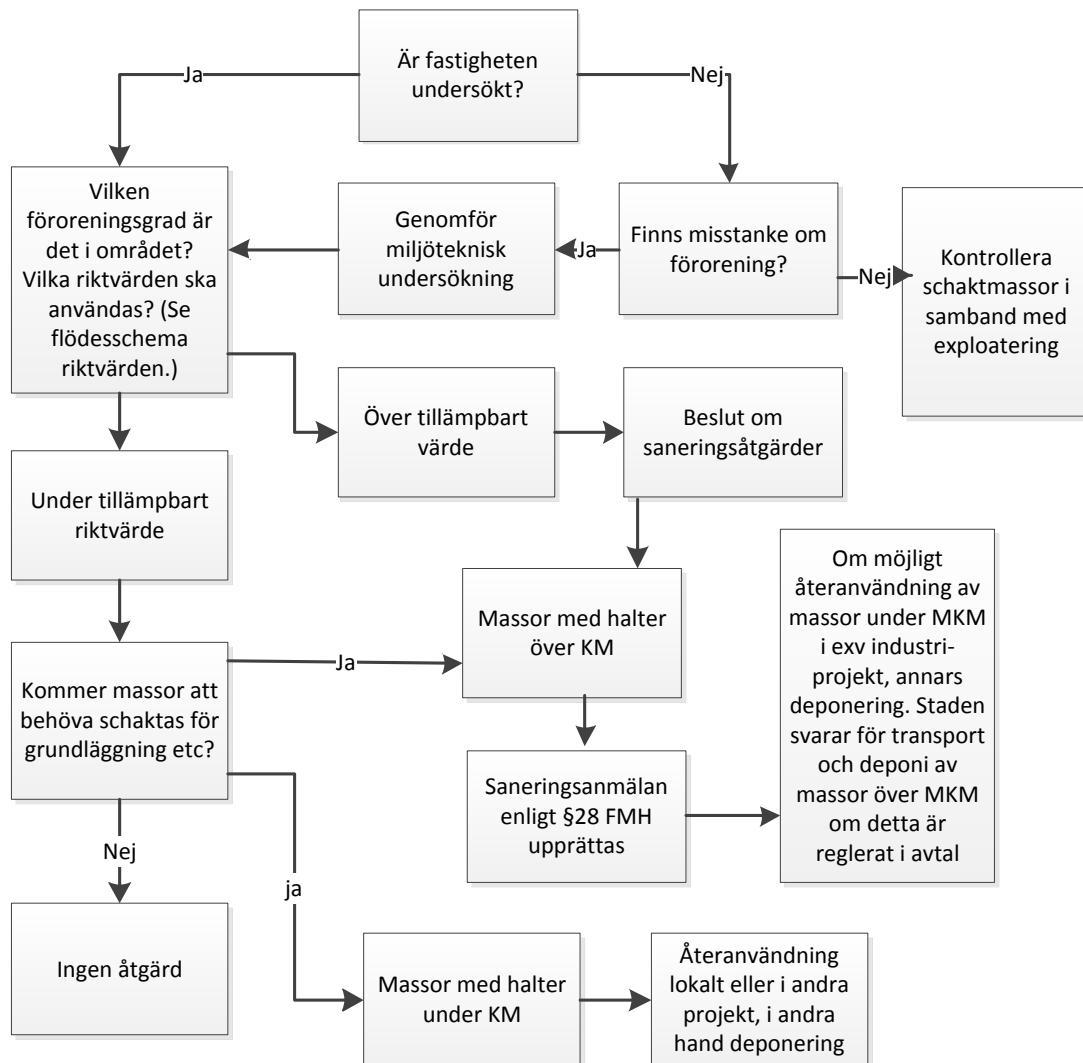 Är fastigheten
undersökt?
Ja
Nej
Vilken
föroreningsgrad är
det i området?
Vilka riktvärden ska
användas? (Se
flödesschema
riktvärden.)
Genomför
miljöteknisk
undersökning
Ja
Finns misstanke om
förorening?
Nej
Kontrollera
schaktmassor i
samband med
exploatering
Över tillämpbart
värde
Beslut om
saneringsåtgärder
Under tillämpbart
riktvärde
Massor med halter
över KM
Om möjligt
återanvändning av
massor under MKM
i exv industri-
projekt, annars
deponering. Staden
svarar för transport
och deponi av
massor över MKM
om detta är
reglerat i avtal
Ja
Kommer massor att
behöva schaktas för
grundläggning etc?
Saneringsanmälan
enligt §28 FMH
upprättas
Nej
ja
Ingen åtgärd
Massor med halter
under KM
Återanvändning
lokalt eller i andra
projekt, i andra
hand deponering